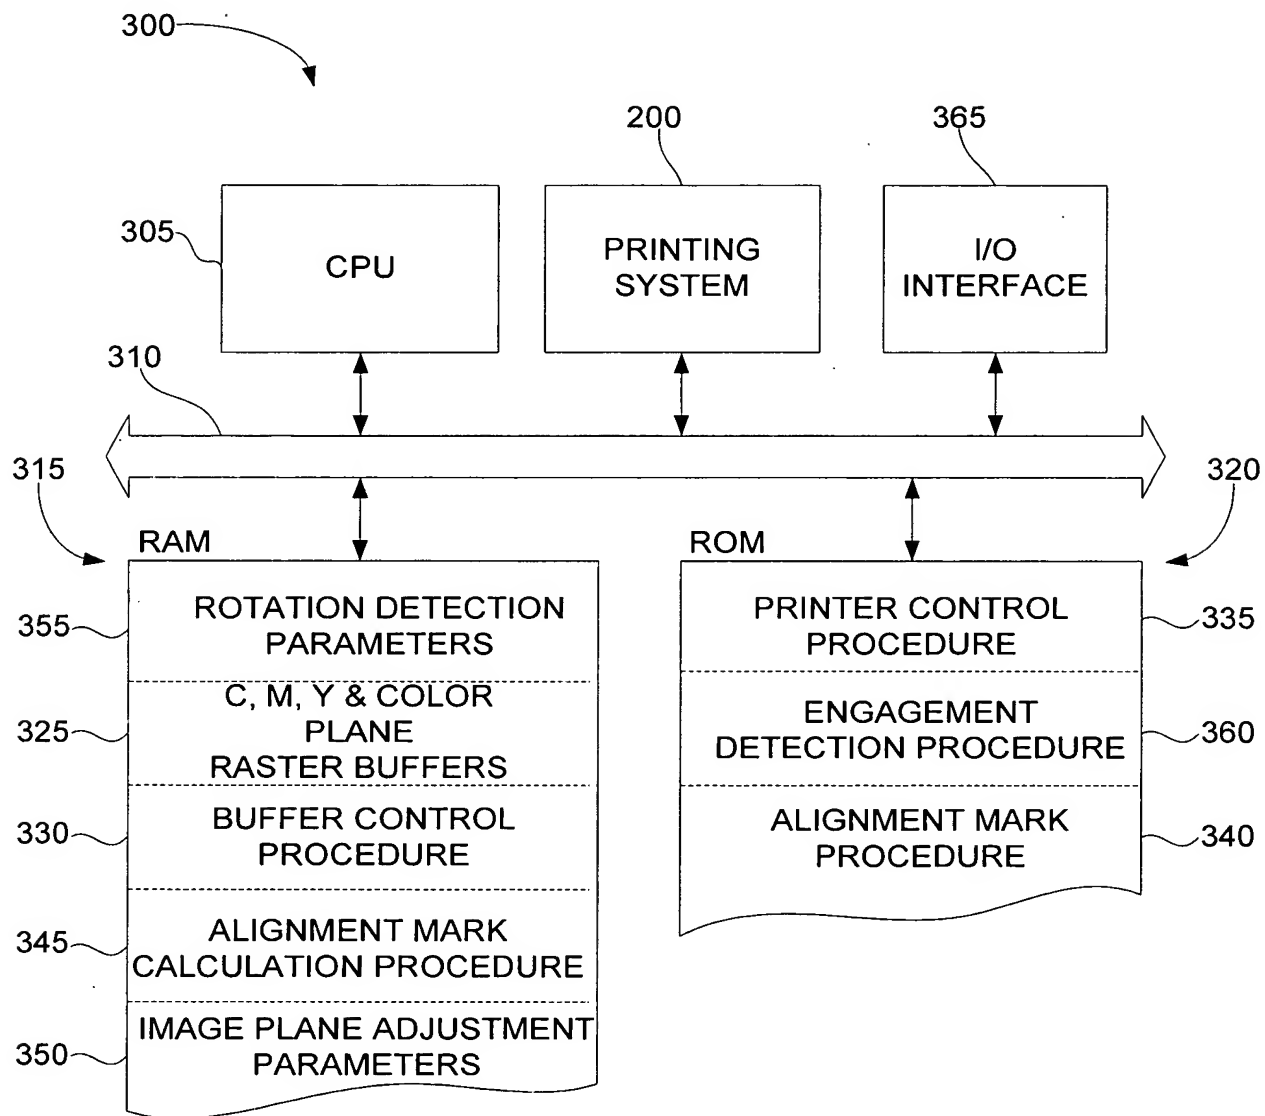 300
200
365
305
CPU
PRINTING
SYSTEM
I/O
INTERFACE
310
315
320
RAM
ROM
355
ROTATION DETECTION
PARAMETERS
PRINTER CONTROL
PROCEDURE
335
325
C, M, Y & COLOR
PLANE
RASTER BUFFERS
ENGAGEMENT
DETECTION PROCEDURE
360
330
BUFFER CONTROL
PROCEDURE
ALIGNMENT MARK
PROCEDURE
340
345
ALIGNMENT MARK
CALCULATION PROCEDURE
350
IMAGE PLANE ADJUSTMENT
PARAMETERS